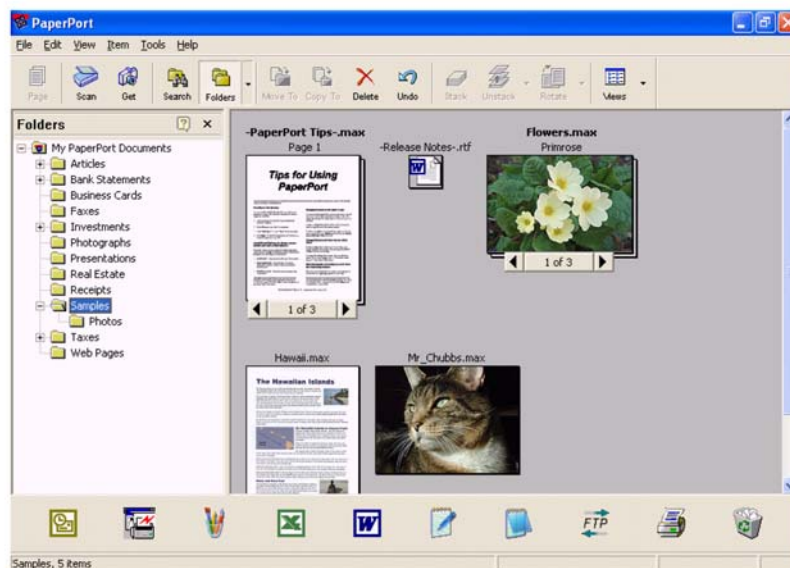 PaperPort
File Edit View Item Tools Help
Page Scan Get Search Folders Move To Copy To Delete Undo Stack Unstack Rotate Views
Folders
My PaperPort Documents
Articles
Bank Statements
Business Cards
Faxes
Investments
Photographs
Presentations
Real Estate
Receipts
Samples
Photos
Taxes
Web Pages
-PaperPort Tips-.max
Page 1
Tips for Using
PaperPort
1 of 3
-Release Notes-.rtf
Flowers.max
Primrose
1 of 3
Hawaii.max
The Hawaiian Islands
Mr_Chubbs.max
FTP
Samples, 5 items